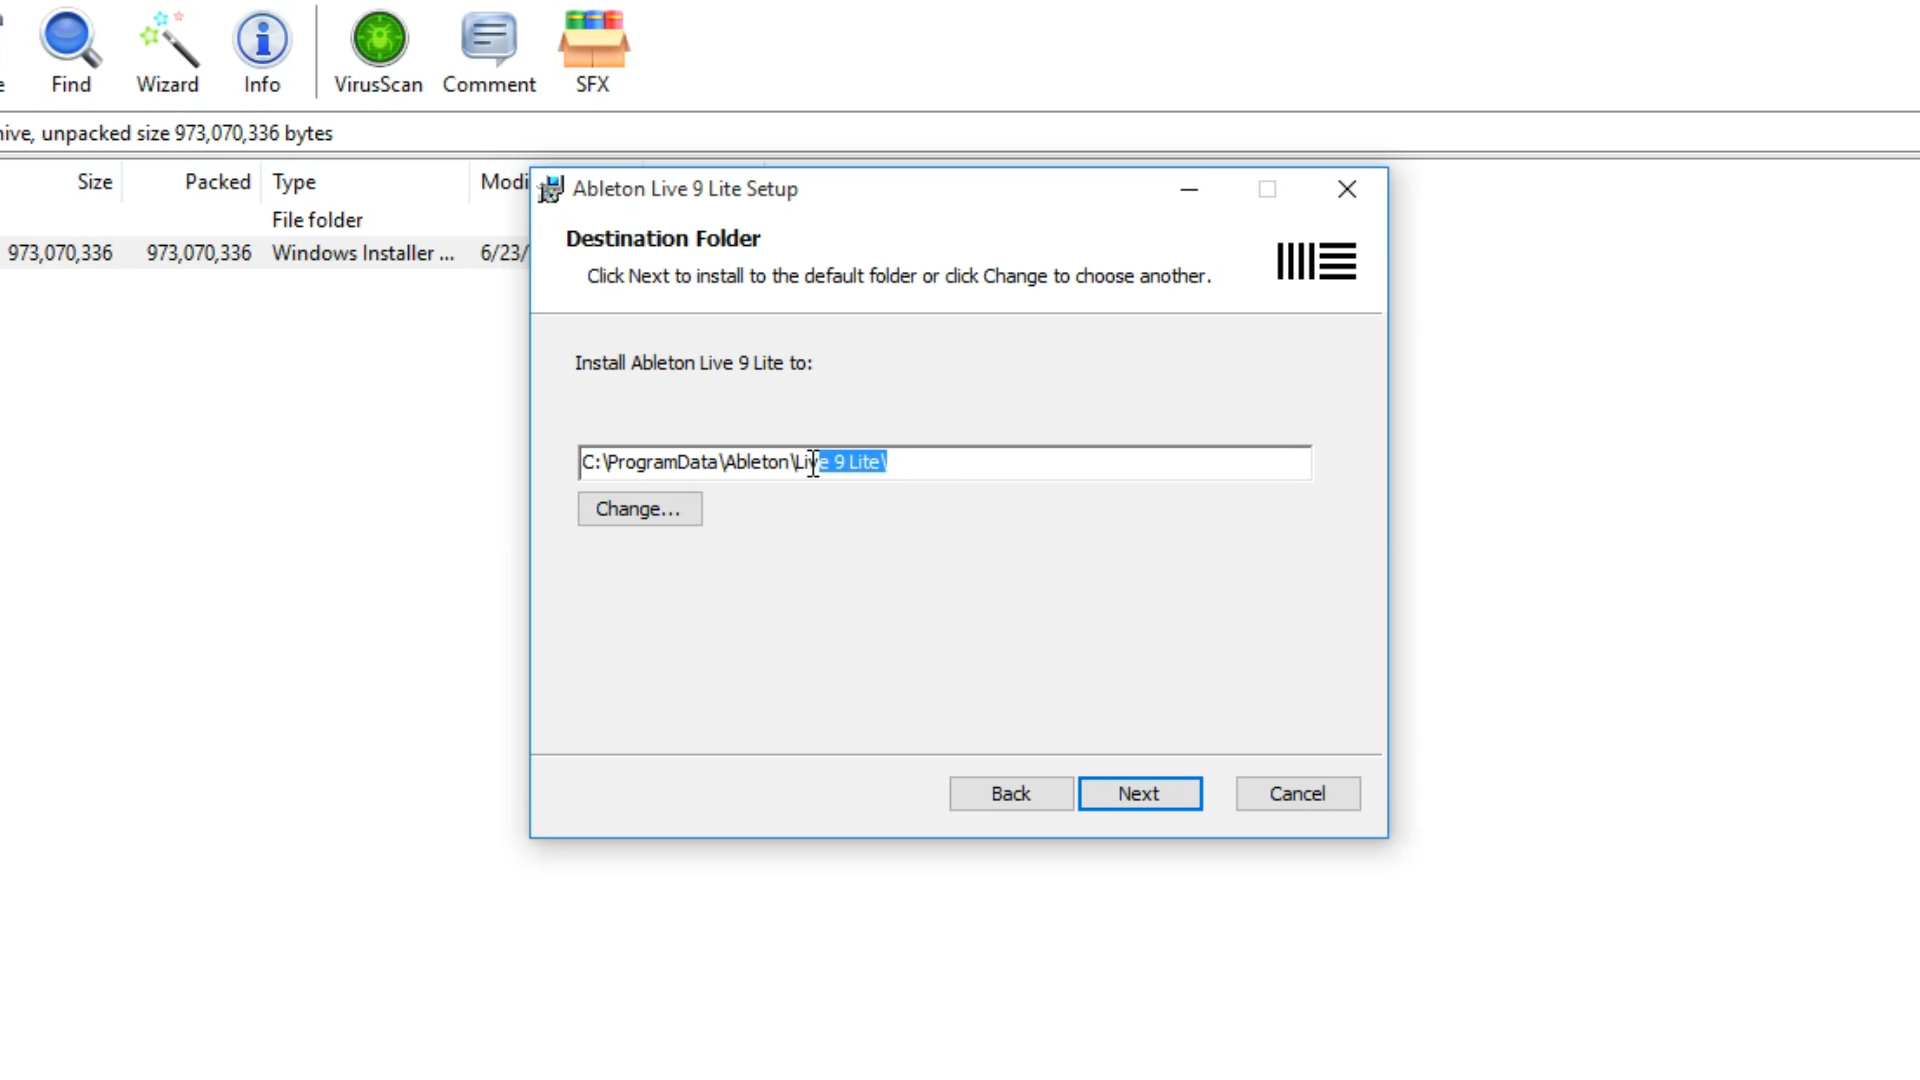 Find Wizard Info VirusScan Comment SFX
hive, unpacked size 973,070,336 bytes
Size Packed Type Modi
File folder
973,070,336 973,070,336 Windows Installer ... 6/23/
Ableton Live 9 Lite Setup
Destination Folder
Click Next to install to the default folder or click Change to choose another.
Install Ableton Live 9 Lite to:
C:\ProgramData\Ableton\Live 9 Lite\
Change...
Back Next Cancel